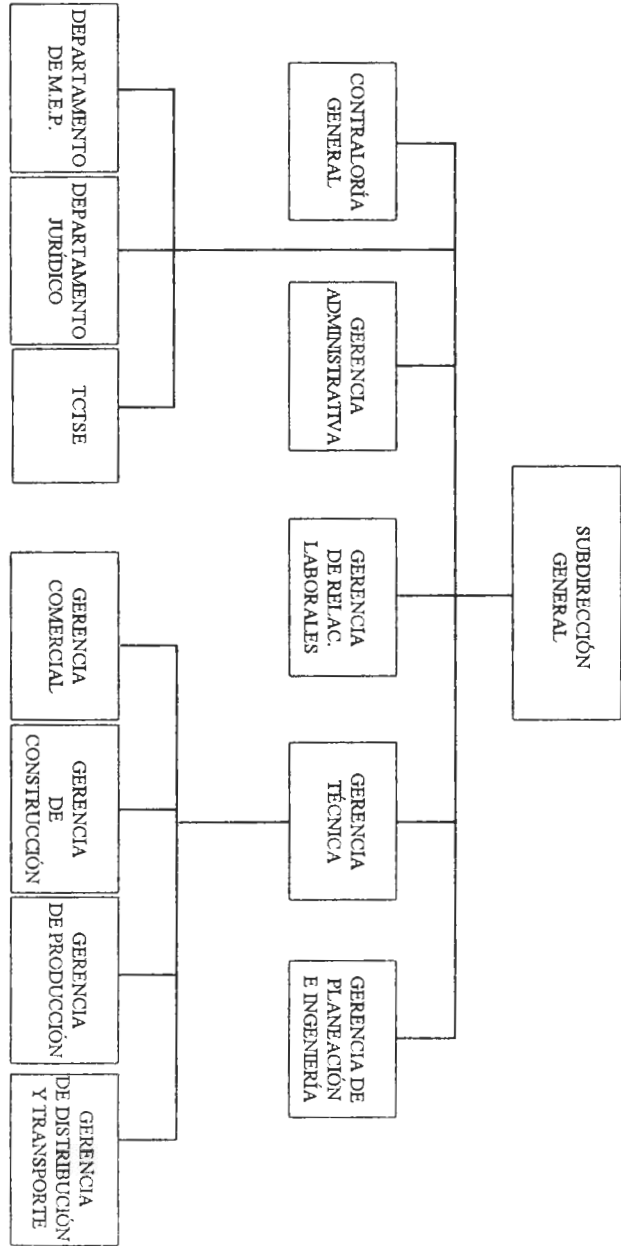 SUBDIRECCIÓN
GENERAL
CONTRALORÍA
GENERAL
GERENCIA
ADMINISTRATIVA
GERENCIA
DE RELAC.
LABORALES
GERENCIA
TÉCNICA
GERENCIA DE
PLANEACIÓN
E INGENIERÍA
DEPARTAMENTO
DE M.E.P.
DEPARTAMENTO
JURÍDICO
TCTSE
GERENCIA
COMERCIAL
GERENCIA
DE
CONSTRUCCIÓN
GERENCIA
DE PRODUCCIÓN
GERENCIA
DE DISTRIBUCIÓN
Y TRANSPORTE